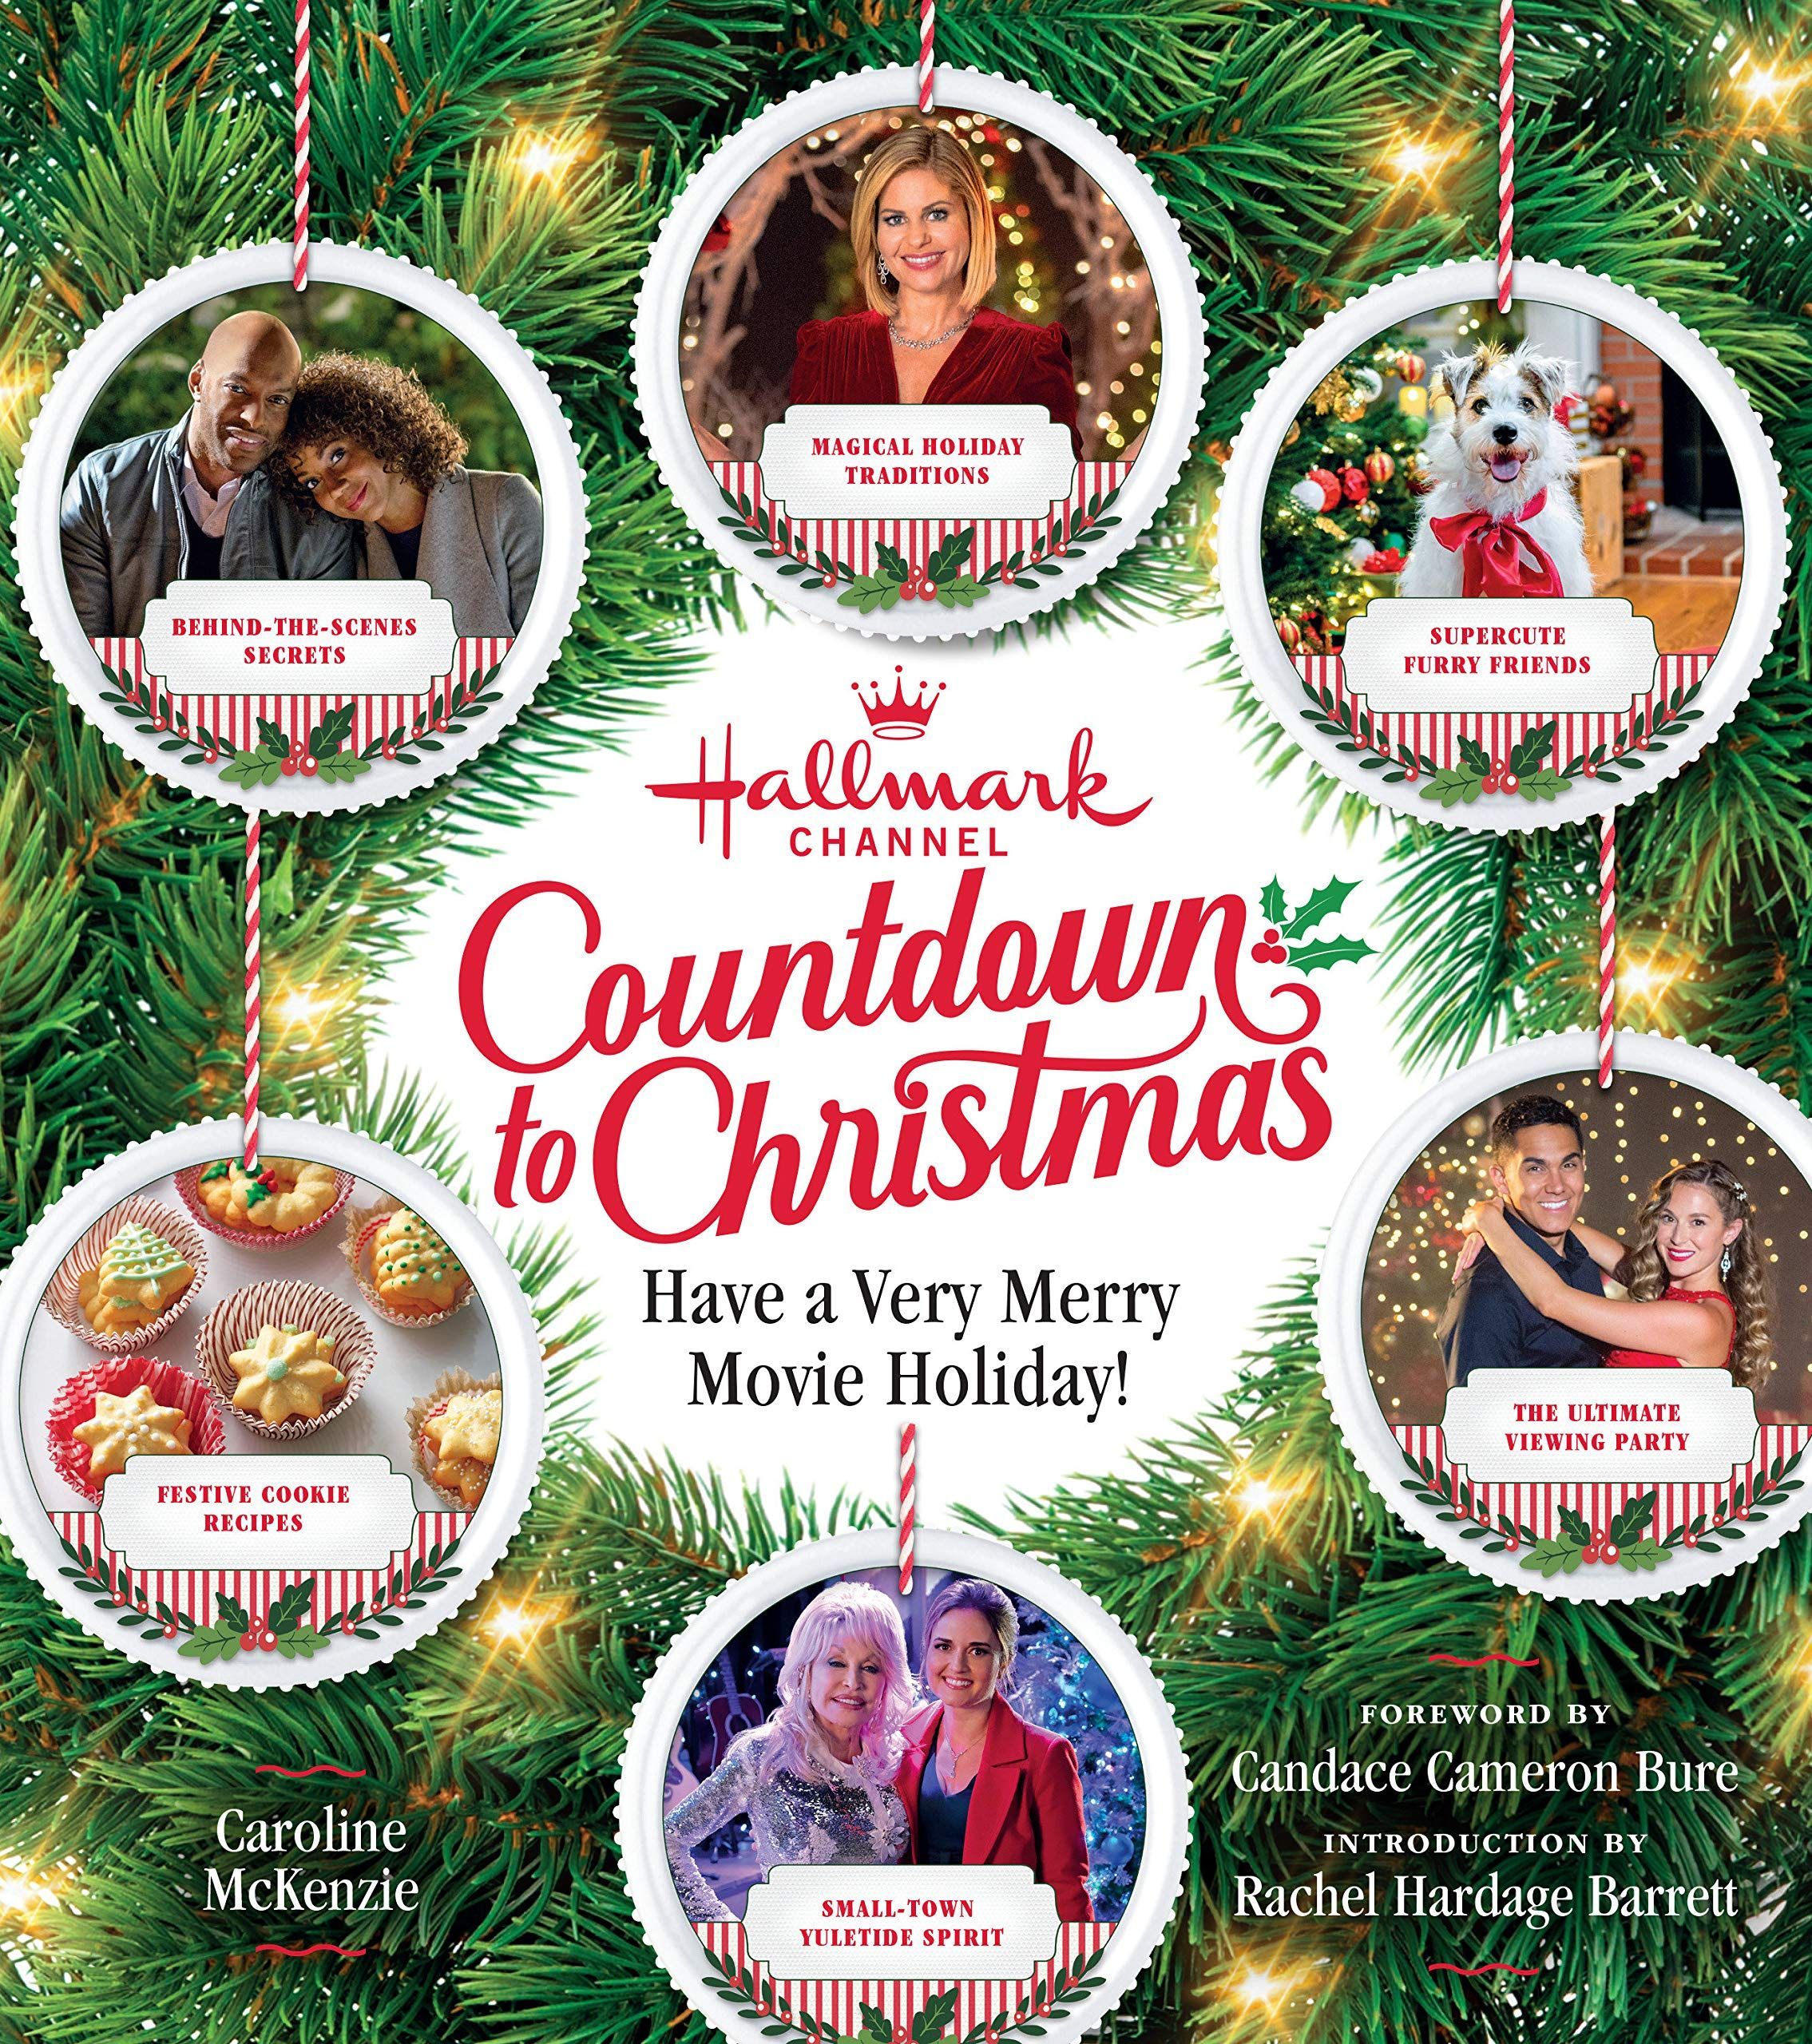 MAGICAL HOLIDAY
TRADITIONS
BEHIND-THE-SCENES
SECRETS
SUPERCUTE
FURRY FRIENDS
Hallmark
CHANNEL
Countdown
to Christmas
Have a Very Merry
Movie Holiday!
FESTIVE COOKIE
RECIPES
THE ULTIMATE
VIEWING PARTY
SMALL-TOWN
YULETIDE SPIRIT
Caroline
McKenzie
FOREWORD BY
Candace Cameron Bure
INTRODUCTION BY
Rachel Hardage Barrett